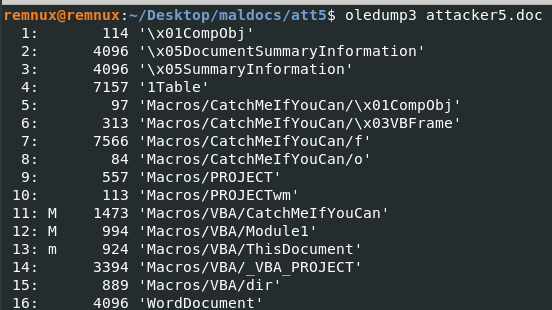 remnux@remnux:~/Desktop/maldocs/att5$ oledump3 attacker5.doc
  1:       114 '\x01CompObj'
  2:      4096 '\x05DocumentSummaryInformation'
  3:      4096 '\x05SummaryInformation'
  4:      7157 '1Table'
  5:        97 'Macros/CatchMeIfYouCan/\x01CompObj'
  6:       313 'Macros/CatchMeIfYouCan/\x03VBFrame'
  7:      7566 'Macros/CatchMeIfYouCan/f'
  8:        84 'Macros/CatchMeIfYouCan/o'
  9:       557 'Macros/PROJECT'
 10:       113 'Macros/PROJECTwm'
 11: M    1473 'Macros/VBA/CatchMeIfYouCan'
 12: M     994 'Macros/VBA/Module1'
 13: m     924 'Macros/VBA/ThisDocument'
 14:      3394 'Macros/VBA/_VBA_PROJECT'
 15:       889 'Macros/VBA/dir'
 16:      4096 'WordDocument'